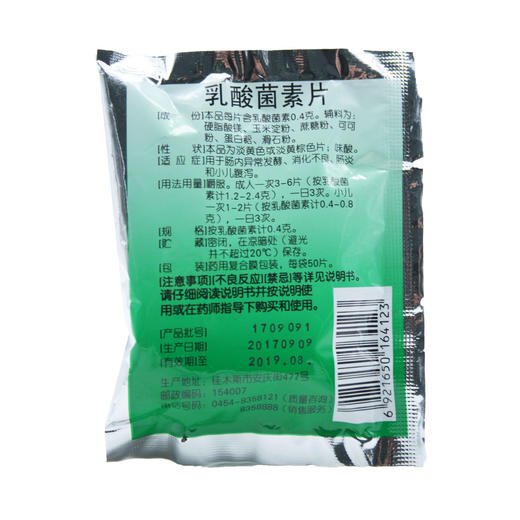 乳酸菌素片
[成　份]本品每片含乳酸菌素0.4克。辅料为:
硬脂酸镁、玉米淀粉、蔗糖粉、可可
粉、蛋白糖、滑石粉。
[性　状]本品为淡黄色或淡黄棕色片；味酸。
[适 应 症]用于肠内异常发酵、消化不良、肠炎
和小儿腹泻。
[用法用量]嚼服。成人一次3-6片（按乳酸菌
素计1.2-2.4克），一日3次。小儿
一次1-2片（按乳酸菌素计0.4-0.8
克），一日3次。
[规　格]按乳酸菌素计0.4克。
[贮　藏]密闭，在凉暗处（避光
并不超过20℃）保存。
[包　装]药用复合膜包装，每袋50片。
[注意事项][不良反应][禁忌]等详见说明书。
请仔细阅读说明书并按说明使
用或在药师指导下购买和使用。
[产品批号] 1709091
[生产日期] 20170909
[有效期至] 2019.08.
生产地址：佳木斯市安庆街477号
邮政编码：154007
电话号码：0454-8358121（质量咨询）
8358888（销售服务）
6 921650 164123